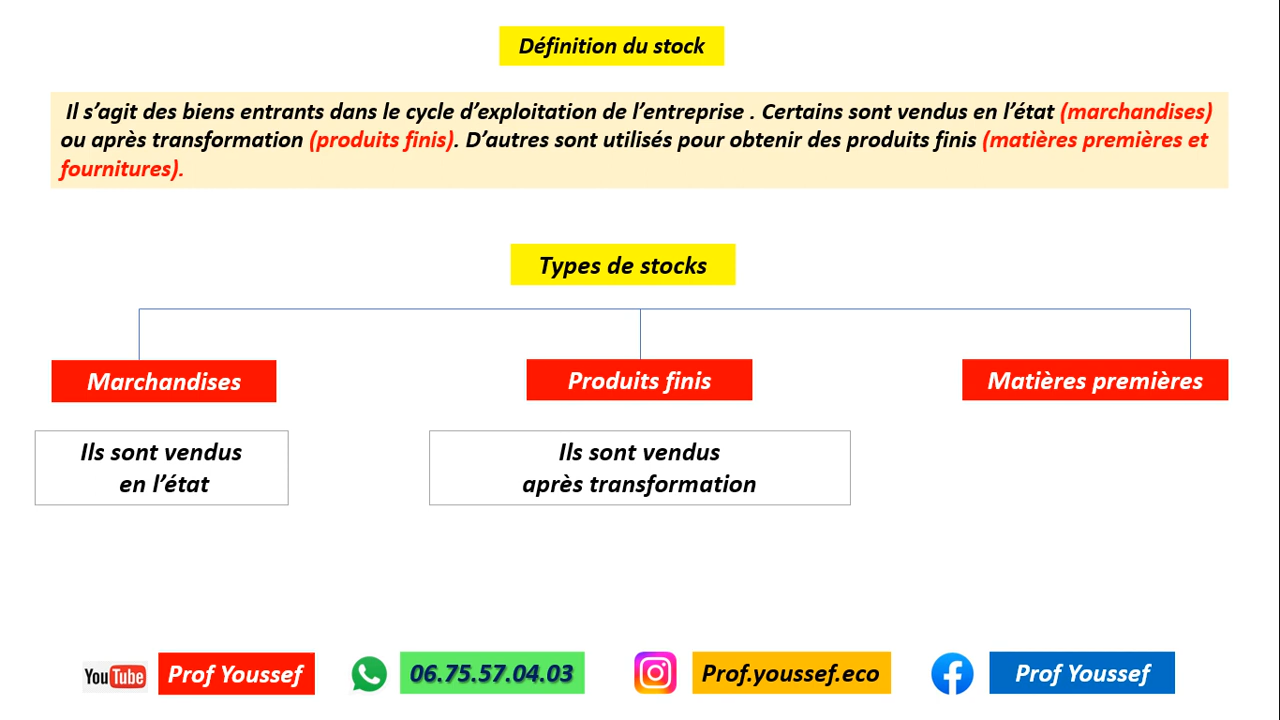 Définition du stock
Il s’agit des biens entrants dans le cycle d’exploitation de l’entreprise . Certains sont vendus en l’état (marchandises)
ou après transformation (produits finis). D’autres sont utilisés pour obtenir des produits finis (matières premières et
fournitures).
Types de stocks
Marchandises
Produits finis
Matières premières
Ils sont vendus
en l’état
Ils sont vendus
après transformation
YouTube
Prof Youssef
06.75.57.04.03
Prof.youssef.eco
Prof Youssef